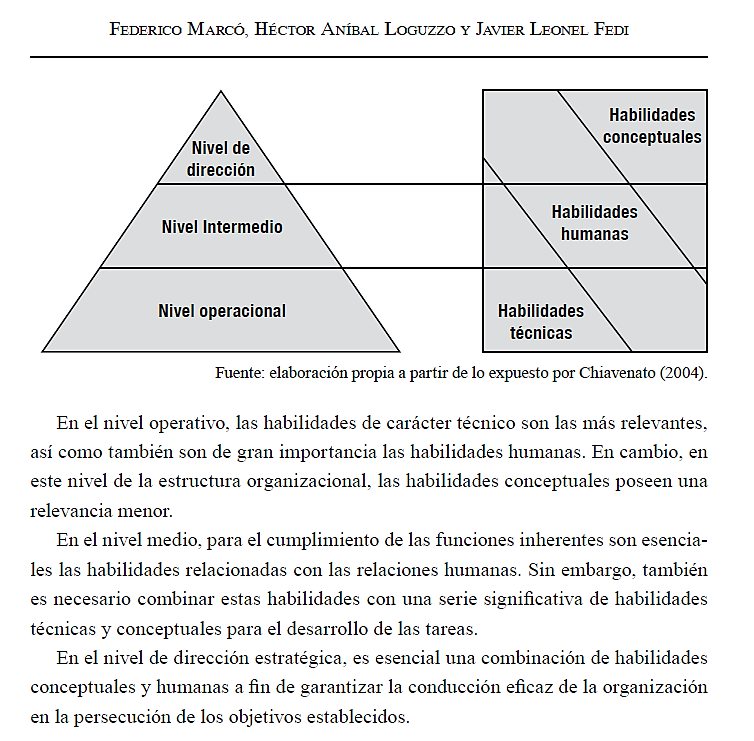 Federico Marcó, Héctor Aníbal Loguzzo y Javier Leonel Fedi
Nivel de
dirección
Nivel Intermedio
Nivel operacional
Habilidades
conceptuales
Habilidades
humanas
Habilidades
técnicas
Fuente: elaboración propia a partir de lo expuesto por Chiavenato (2004).
En el nivel operativo, las habilidades de carácter técnico son las más relevantes,
así como también son de gran importancia las habilidades humanas. En cambio, en
este nivel de la estructura organizacional, las habilidades conceptuales poseen una
relevancia menor.
En el nivel medio, para el cumplimiento de las funciones inherentes son esencia-
les las habilidades relacionadas con las relaciones humanas. Sin embargo, también
es necesario combinar estas habilidades con una serie significativa de habilidades
técnicas y conceptuales para el desarrollo de las tareas.
En el nivel de dirección estratégica, es esencial una combinación de habilidades
conceptuales y humanas a fin de garantizar la conducción eficaz de la organización
en la persecución de los objetivos establecidos.